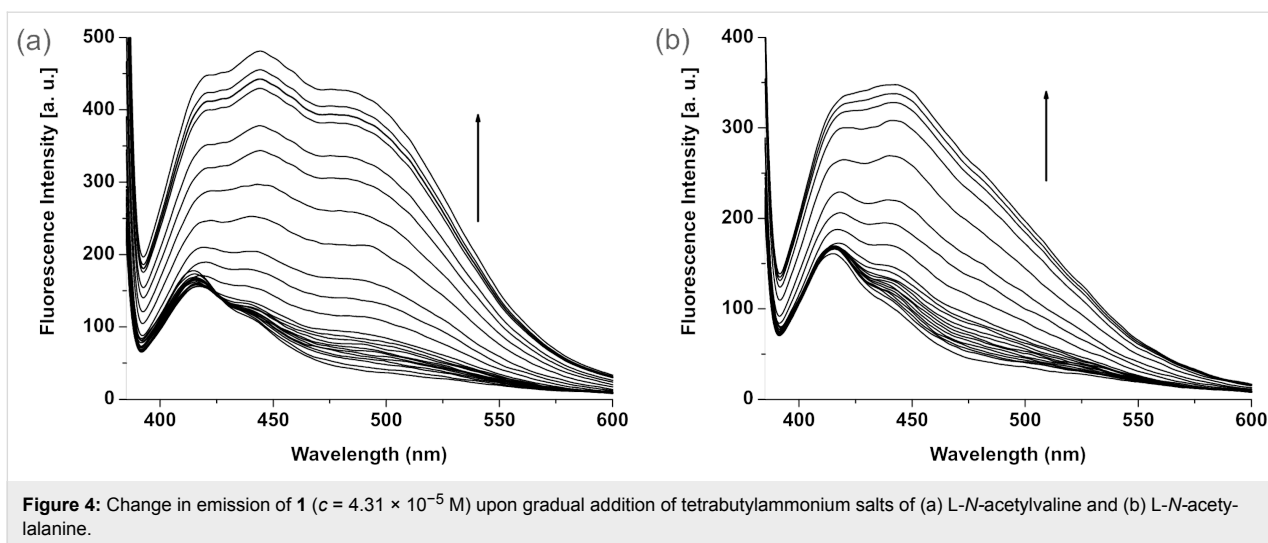 (a)
500
400
300
200
100
0
Fluorescence Intensity [a. u.]
400 450 500 550 600
Wavelength (nm)
(b)
400
300
200
100
0
Fluorescence Intensity [a. u.]
400 450 500 550 600
Wavelength (nm)
Figure 4: Change in emission of 1 (c = 4.31 × 10⁻⁵ M) upon gradual addition of tetrabutylammonium salts of (a) L-N-acetylvaline and (b) L-N-acety-
lalanine.